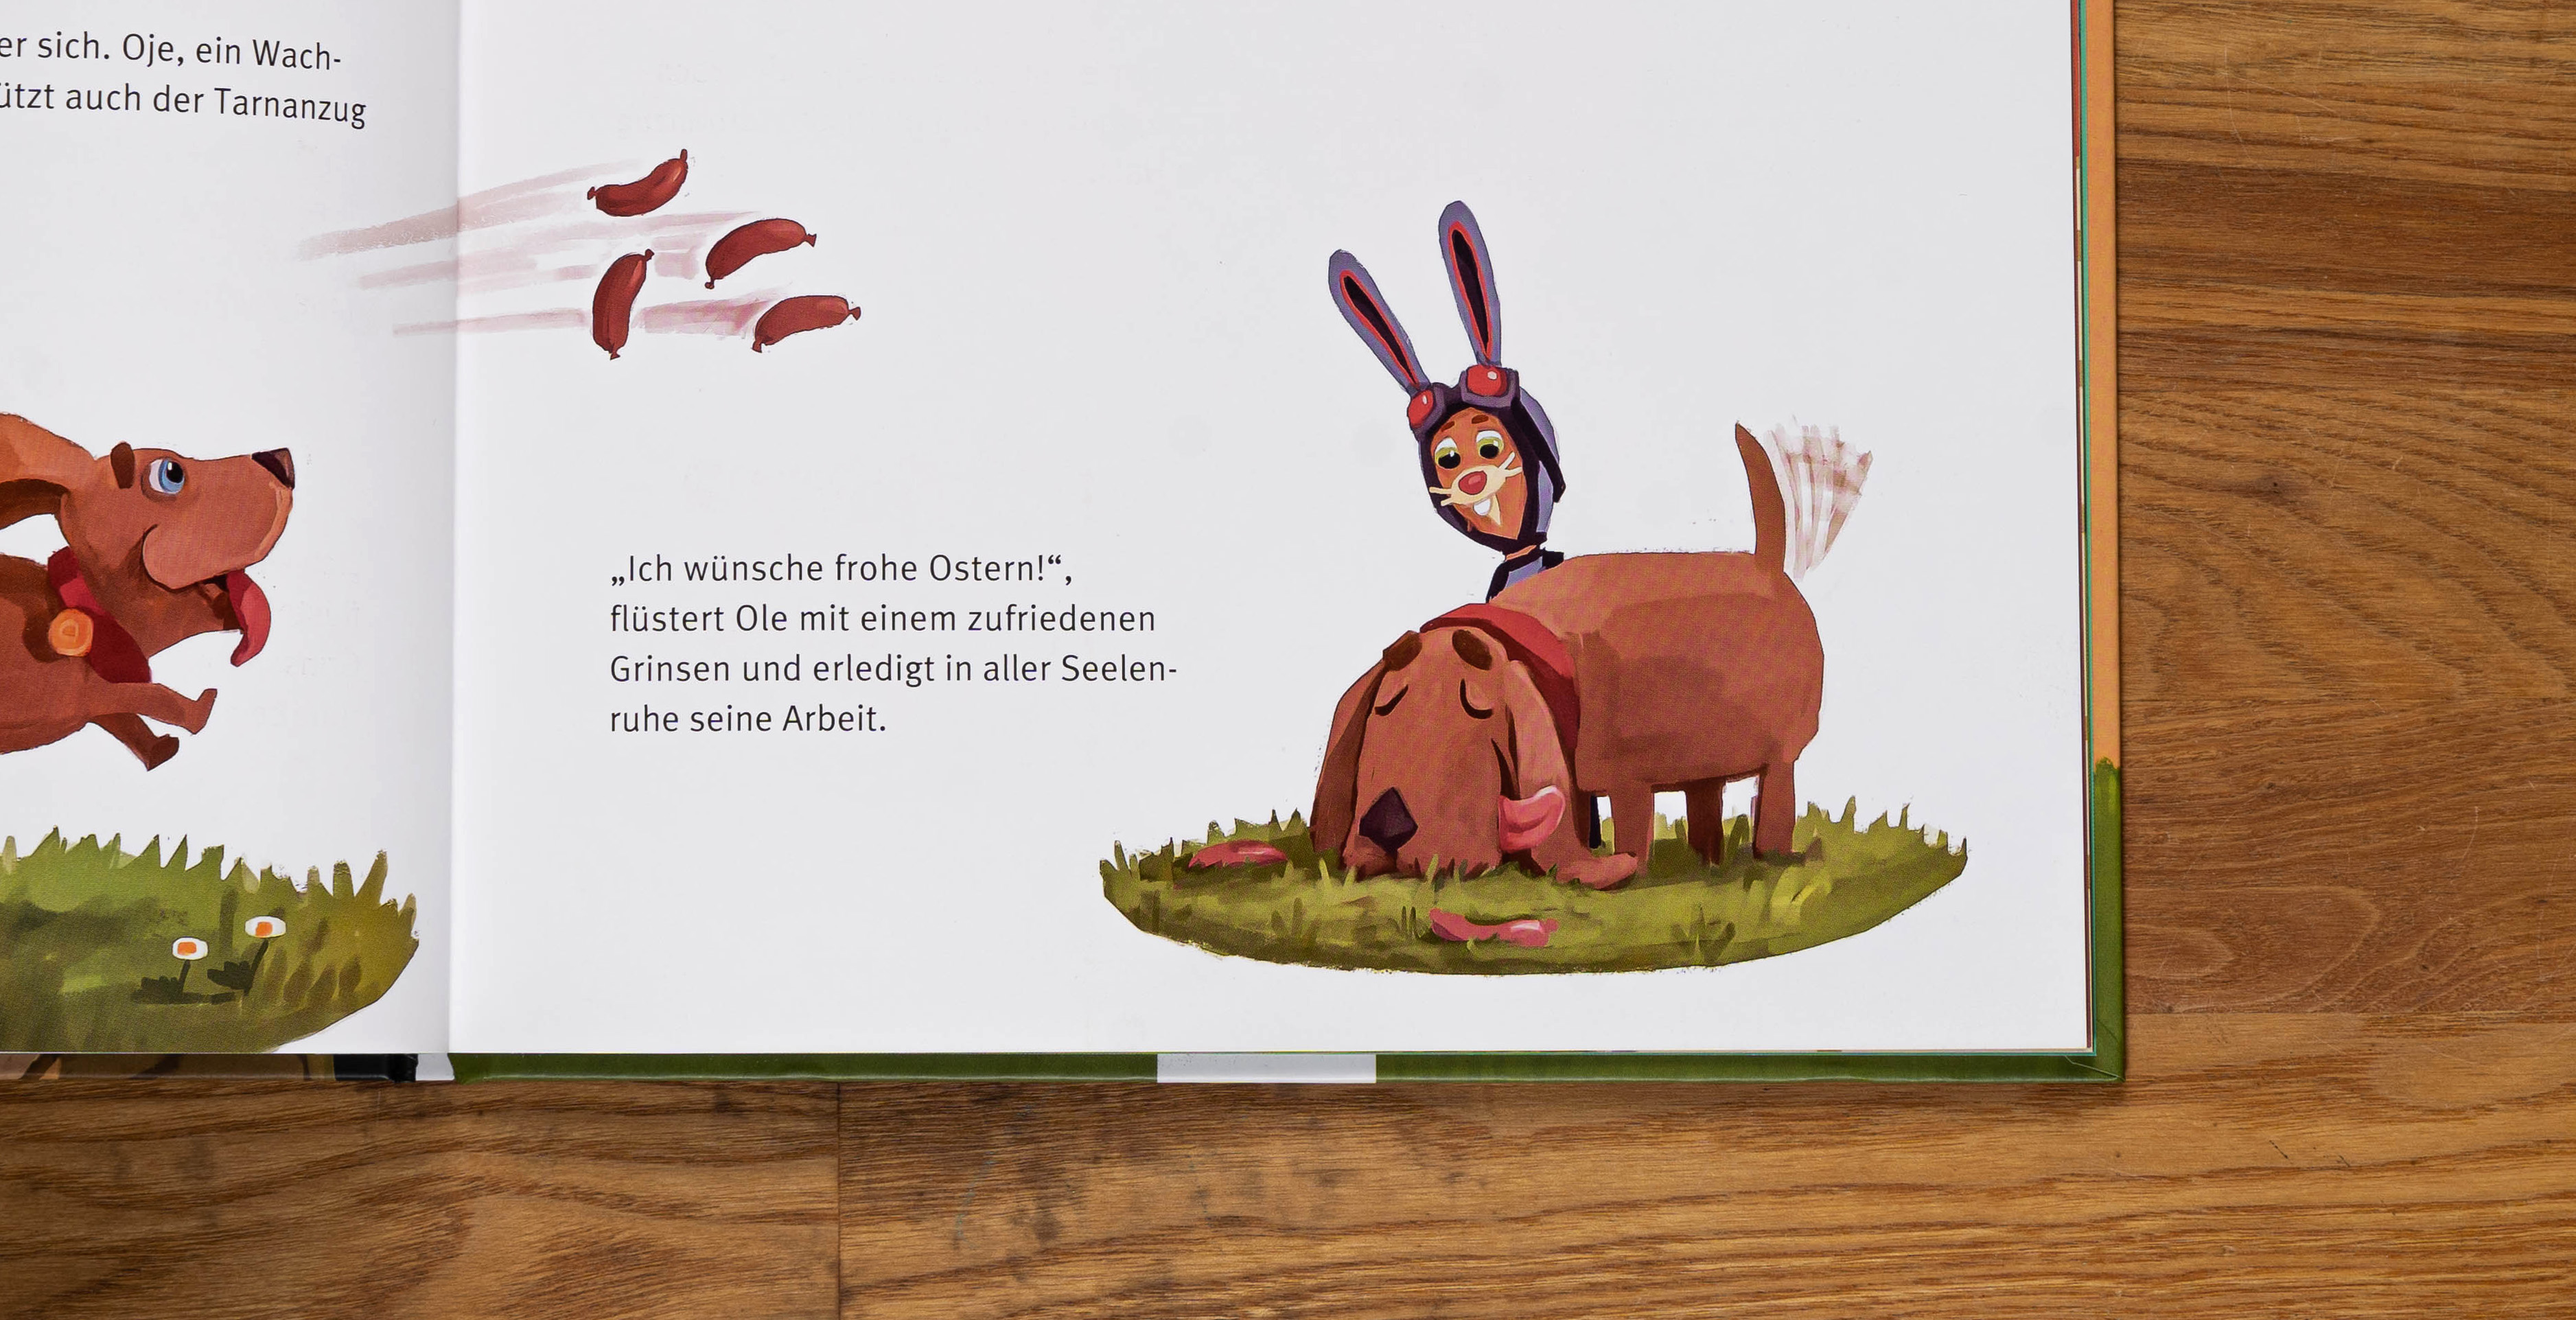 er sich. Oje, ein Wach-
ützt auch der Tarnanzug
„Ich wünsche frohe Ostern!“,
flüstert Ole mit einem zufriedenen
Grinsen und erledigt in aller Seelen-
ruhe seine Arbeit.